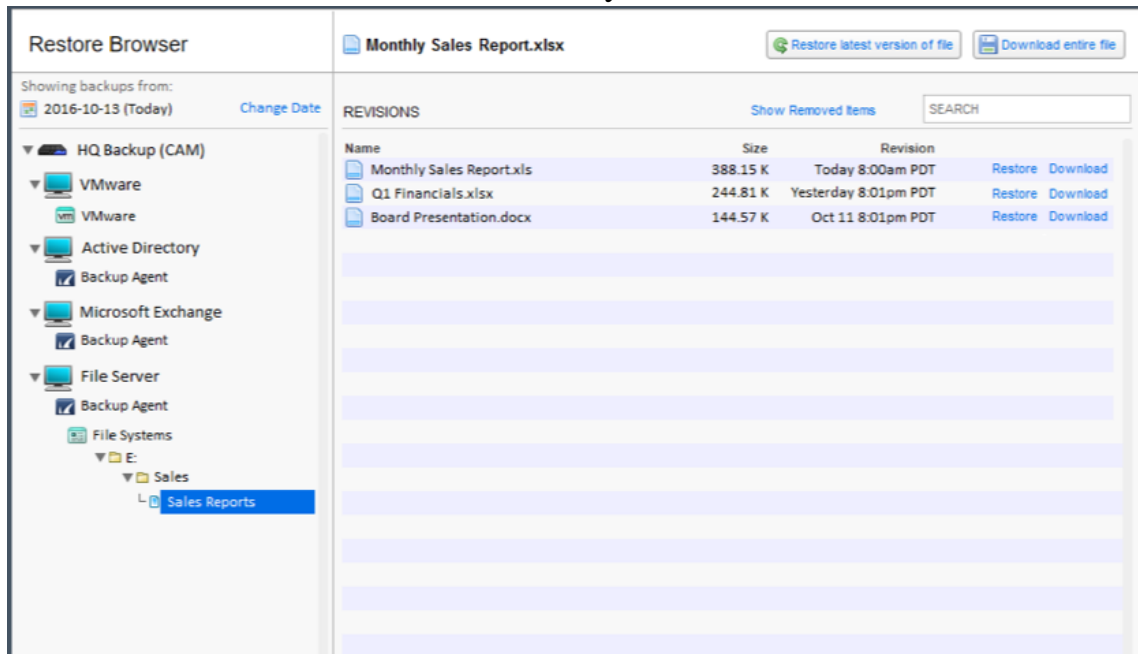 Restore Browser
Monthly Sales Report.xlsx
Restore latest version of file
Download entire file
Showing backups from:
2016-10-13 (Today) Change Date
REVISIONS Show Removed Items SEARCH
HQ Backup (CAM)
VMware
vm VMware
Active Directory
Backup Agent
Microsoft Exchange
Backup Agent
File Server
Backup Agent
File Systems
E:
Sales
Sales Reports
Name Size Revision
Monthly Sales Report.xls 388.15 K Today 8:00am PDT Restore Download
Q1 Financials.xlsx 244.81 K Yesterday 8:01pm PDT Restore Download
Board Presentation.docx 144.57 K Oct 11 8:01pm PDT Restore Download